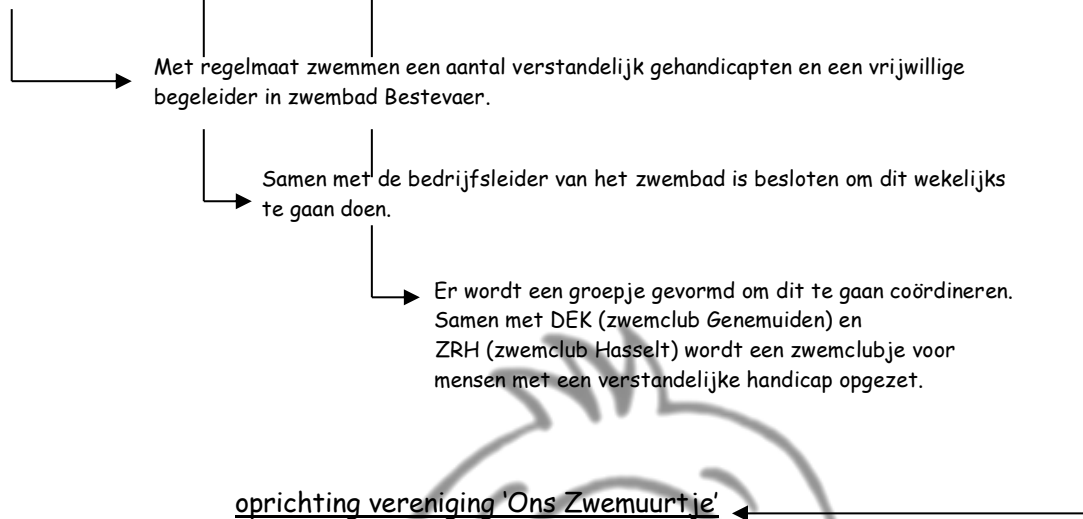 Met regelmaat zwemmen een aantal verstandelijk gehandicapten en een vrijwillige
begeleider in zwembad Bestevaer.
Samen met de bedrijfsleider van het zwembad is besloten om dit wekelijks
te gaan doen.
Er wordt een groepje gevormd om dit te gaan coördineren.
Samen met DEK (zwemclub Genemuiden) en
ZRH (zwemclub Hasselt) wordt een zwemclubje voor
mensen met een verstandelijke handicap opgezet.
oprichting vereniging ‘Ons Zwemuurtje’